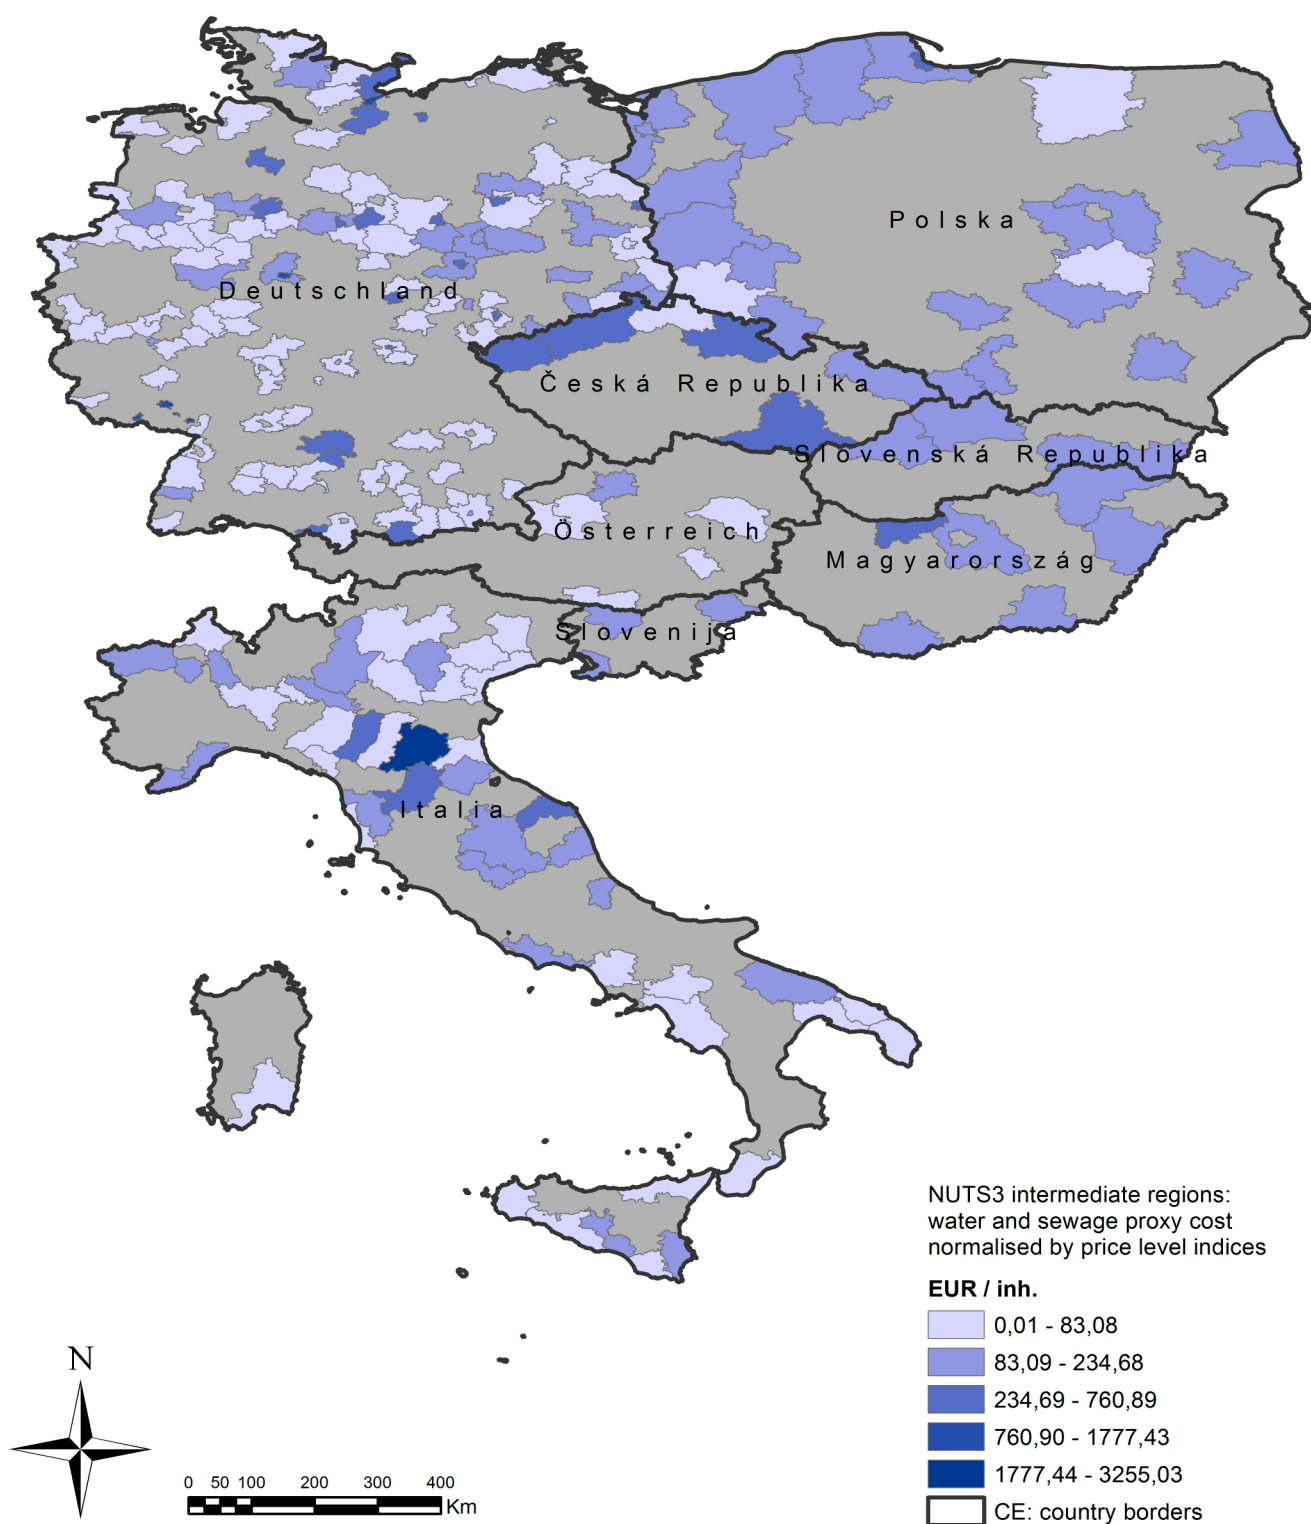 Polska
Deutschland
Česká Republika
Slovenská Republika
Österreich
Magyarország
Slovenija
Italia
NUTS3 intermediate regions:
water and sewage proxy cost
normalised by price level indices
EUR / inh.
0,01 - 83,08
83,09 - 234,68
234,69 - 760,89
760,90 - 1777,43
1777,44 - 3255,03
CE: country borders
N
0 50 100 200 300 400
Km